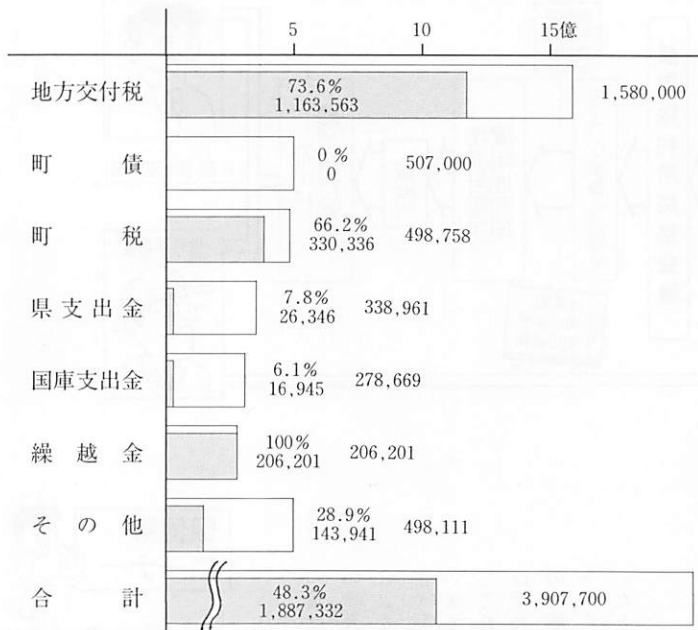 5 10 15億
地方交付税 73.6% 1,163,563 1,580,000
町債 0% 0 507,000
町税 66.2% 330,336 498,758
県支出金 7.8% 26,346 338,961
国庫支出金 6.1% 16,945 278,669
繰越金 100% 206,201 206,201
その他 28.9% 143,941 498,111
合計 48.3% 1,887,332 3,907,700